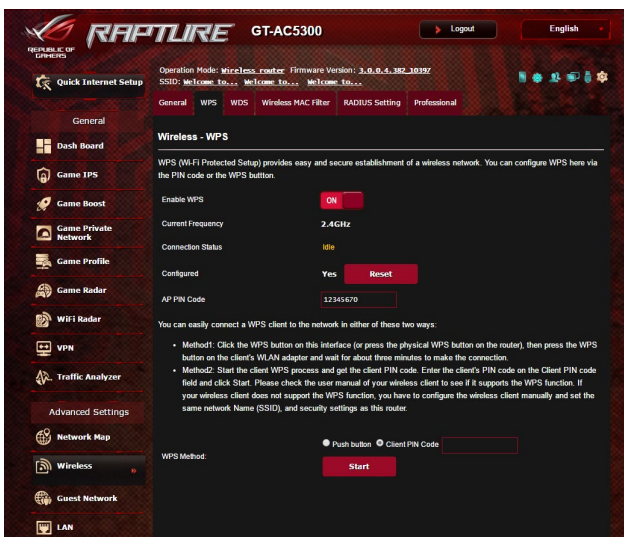 REPUBLIC OF
GAMERS
RAPTURE
GT-AC5300
Logout
English
Quick Internet Setup
Operation Mode: Wireless router Firmware Version: 3.0.0.4.382_10397
SSID: Welcome to... Welcome to... Welcome to...
General WPS WDS Wireless MAC Filter RADIUS Setting Professional
General
Dash Board
Game IPS
Game Boost
Game Private
Network
Game Profile
Game Radar
WiFi Radar
VPN
Traffic Analyzer
Advanced Settings
Network Map
Wireless
Guest Network
LAN
Wireless - WPS
WPS (Wi-Fi Protected Setup) provides easy and secure establishment of a wireless network. You can configure WPS here via
the PIN code or the WPS buttton.
Enable WPS ON
Current Frequency 2.4GHz
Connection Status Idle
Configured Yes Reset
AP PIN Code 12345670
You can easily connect a WPS client to the network in either of these two ways:
• Method1: Click the WPS button on this interface (or press the physical WPS button on the router), then press the WPS
button on the client's WLAN adapter and wait for about three minutes to make the connection.
• Method2: Start the client WPS process and get the client PIN code. Enter the client's PIN code on the Client PIN code
field and click Start. Please check the user manual of your wireless client to see if it supports the WPS function. If
your wireless client does not support the WPS function, you have to configure the wireless client manually and set the
same network Name (SSID), and security settings as this router.
WPS Method: Push button Client PIN Code
Start